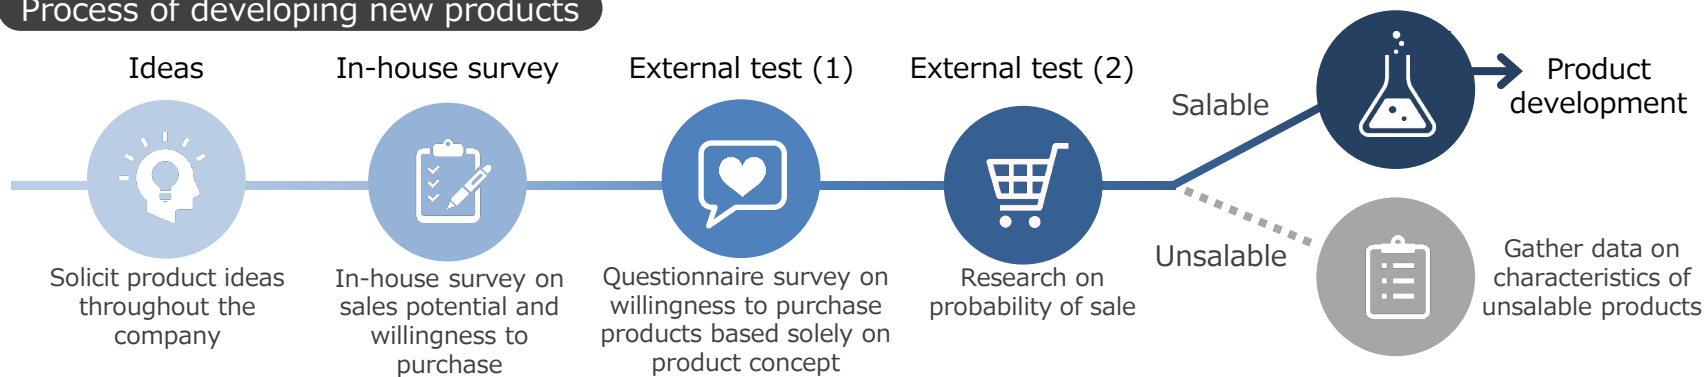 Process of developing new products
Ideas
Solicit product ideas
throughout the
company
In-house survey
In-house survey on
sales potential and
willingness to
purchase
External test (1)
Questionnaire survey on
willingness to purchase
products based solely on
product concept
External test (2)
Research on
probability of sale
Salable
Product
development
Unsalable
Gather data on
characteristics of
unsalable products